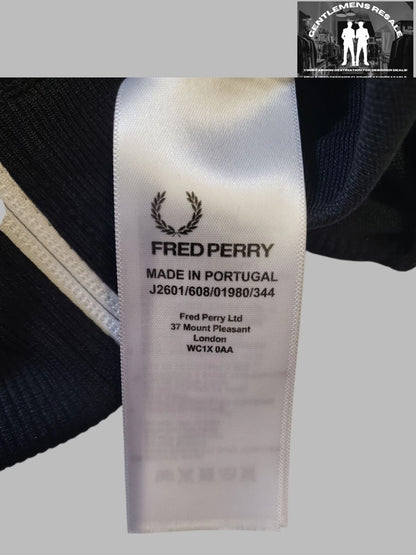 GENTLEMENS RESALE
FRED PERRY
MADE IN PORTUGAL
J2601/608/01980/344
Fred Perry Ltd
37 Mount Pleasant
London
WC1X 0AA